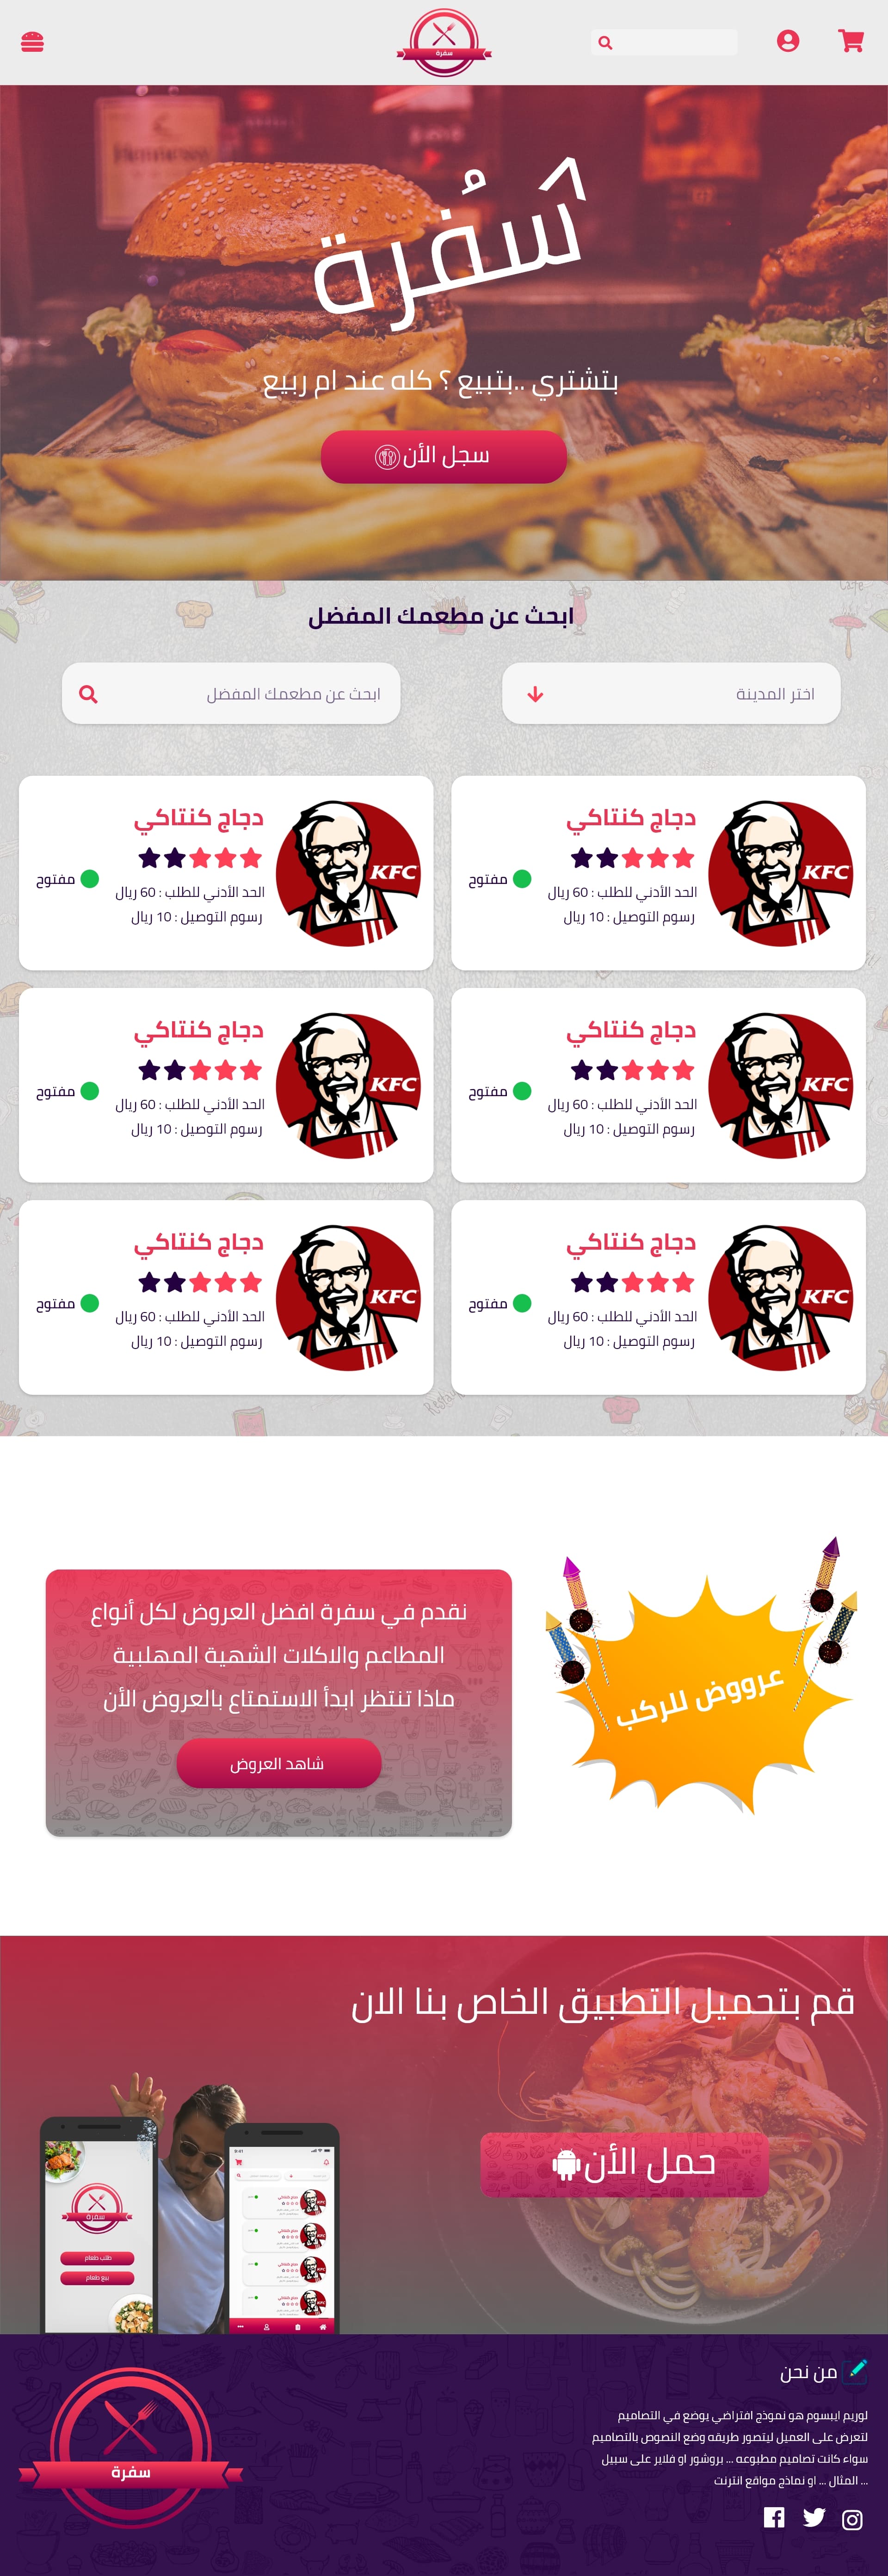 سفرة
سَفُرة
بتشتري ..بتبيع ؟ كله عند ام ربيع
سجل الأن
ابحث عن مطعمك المفضل
اختر المدينة
ابحث عن مطعمك المفضل
KFC
دجاج كنتاكي
الحد الأدني للطلب : 60 ريال
رسوم التوصيل : 10 ريال
مفتوح
KFC
دجاج كنتاكي
الحد الأدني للطلب : 60 ريال
رسوم التوصيل : 10 ريال
مفتوح
KFC
دجاج كنتاكي
الحد الأدني للطلب : 60 ريال
رسوم التوصيل : 10 ريال
مفتوح
KFC
دجاج كنتاكي
الحد الأدني للطلب : 60 ريال
رسوم التوصيل : 10 ريال
مفتوح
KFC
دجاج كنتاكي
الحد الأدني للطلب : 60 ريال
رسوم التوصيل : 10 ريال
مفتوح
KFC
دجاج كنتاكي
الحد الأدني للطلب : 60 ريال
رسوم التوصيل : 10 ريال
مفتوح
عرووض للركب
نقدم في سفرة افضل العروض لكل أنواع
المطاعم والاكلات الشهية المهلبية
ماذا تنتظر ابدأ الاستمتاع بالعروض الأن
شاهد العروض
قم بتحميل التطبيق الخاص بنا الان
حمل الأن
سفرة
طلب طعام
بيع طعام
9:41
من نحن
لوريم ايبسوم هو نموذج افتراضي يوضع في التصاميم
لتعرض على العميل ليتصور طريقه وضع النصوص بالتصاميم
سواء كانت تصاميم مطبوعه ... بروشور او فلاير على سبيل
المثال ... او نماذج مواقع انترنت ...
سفرة